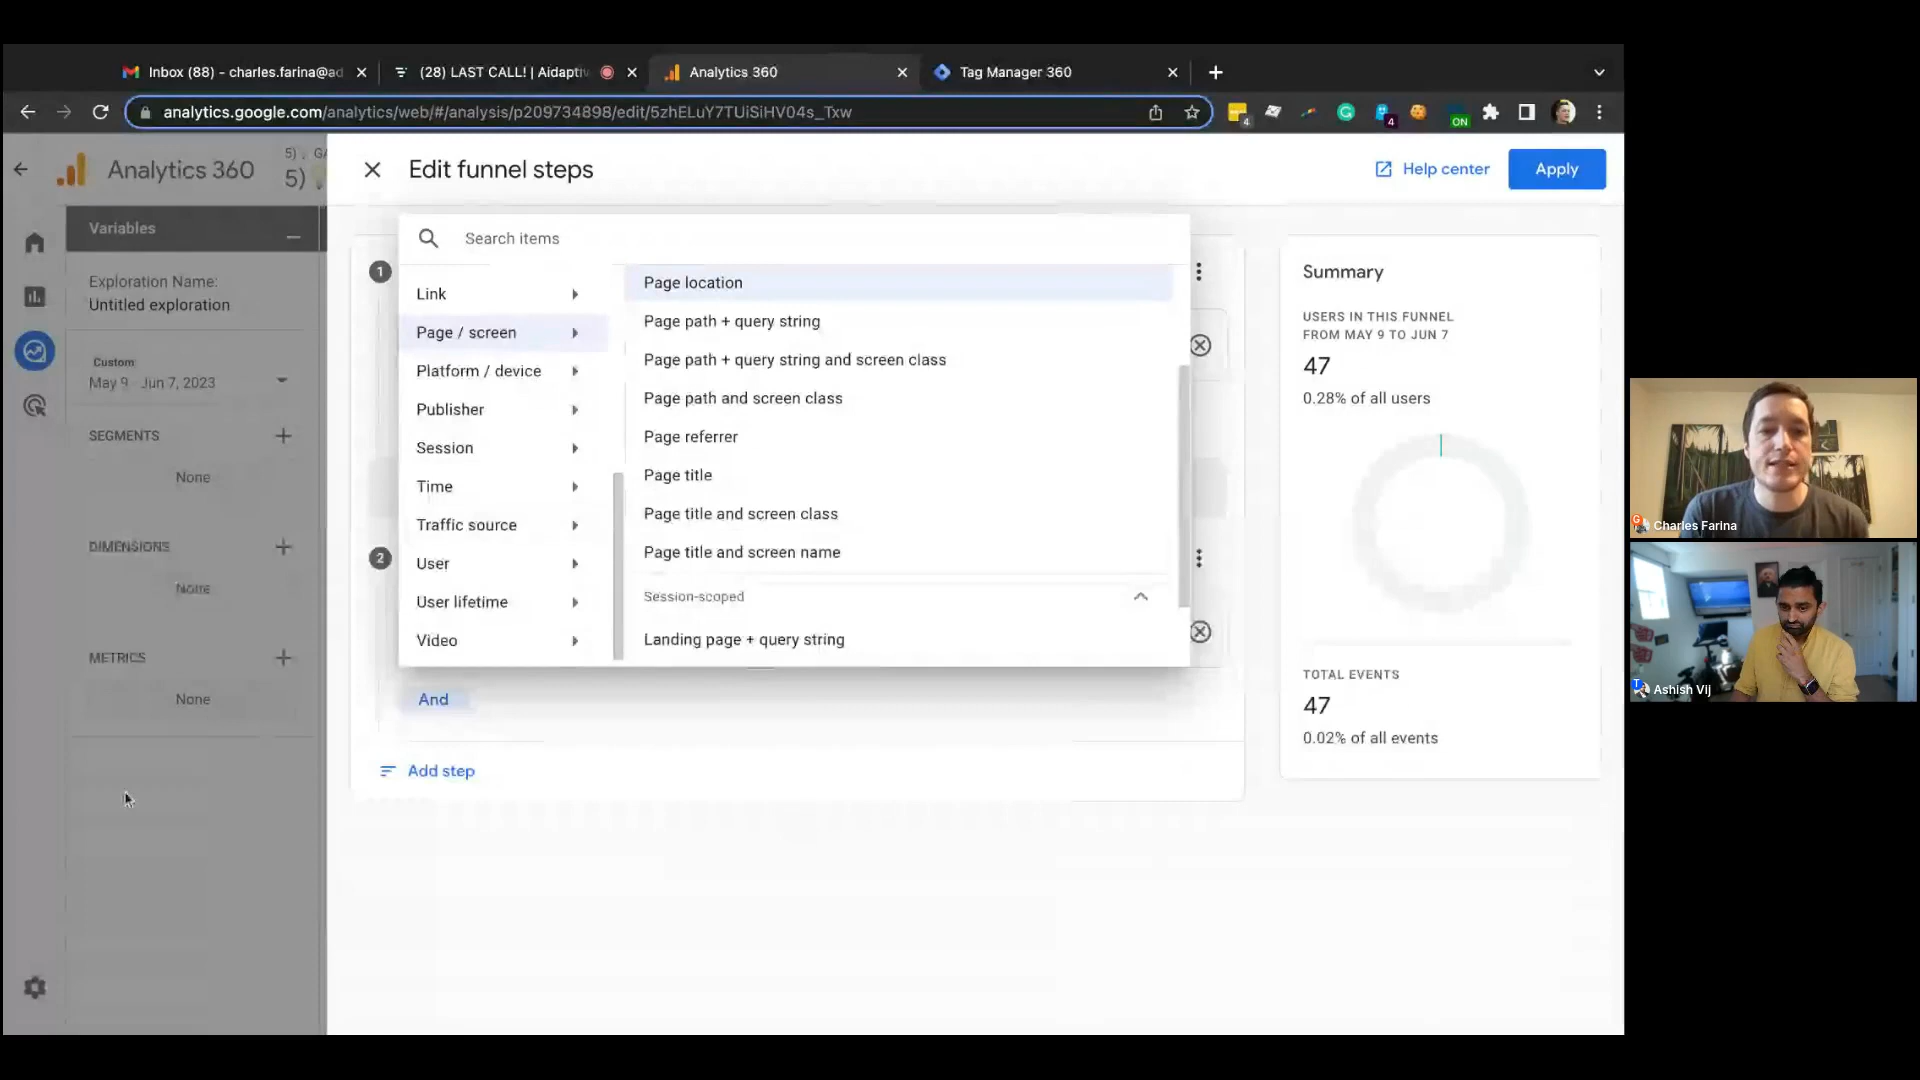 Inbox (88) - charles.farina@ad
(28) LAST CALL! | Aidaptiv
Analytics 360
Tag Manager 360
analytics.google.com/analytics/web/#/analysis/p209734898/edit/5zhELuY7TUiSiHV04s_Txw
4
4
ON
Analytics 360
5)
GA
5)
Edit funnel steps
Help center
Apply
Variables
Exploration Name:
Untitled exploration
Custom
May 9 - Jun 7, 2023
SEGMENTS
None
DIMENSIONS
None
METRICS
None
1
2
Search items
Link
Page / screen
Platform / device
Publisher
Session
Time
Traffic source
User
User lifetime
Video
Page location
Page path + query string
Page path + query string and screen class
Page path and screen class
Page referrer
Page title
Page title and screen class
Page title and screen name
Session-scoped
Landing page + query string
And
Add step
Summary
USERS IN THIS FUNNEL
FROM MAY 9 TO JUN 7
47
0.28% of all users
TOTAL EVENTS
47
0.02% of all events
Charles Farina
Ashish Vij